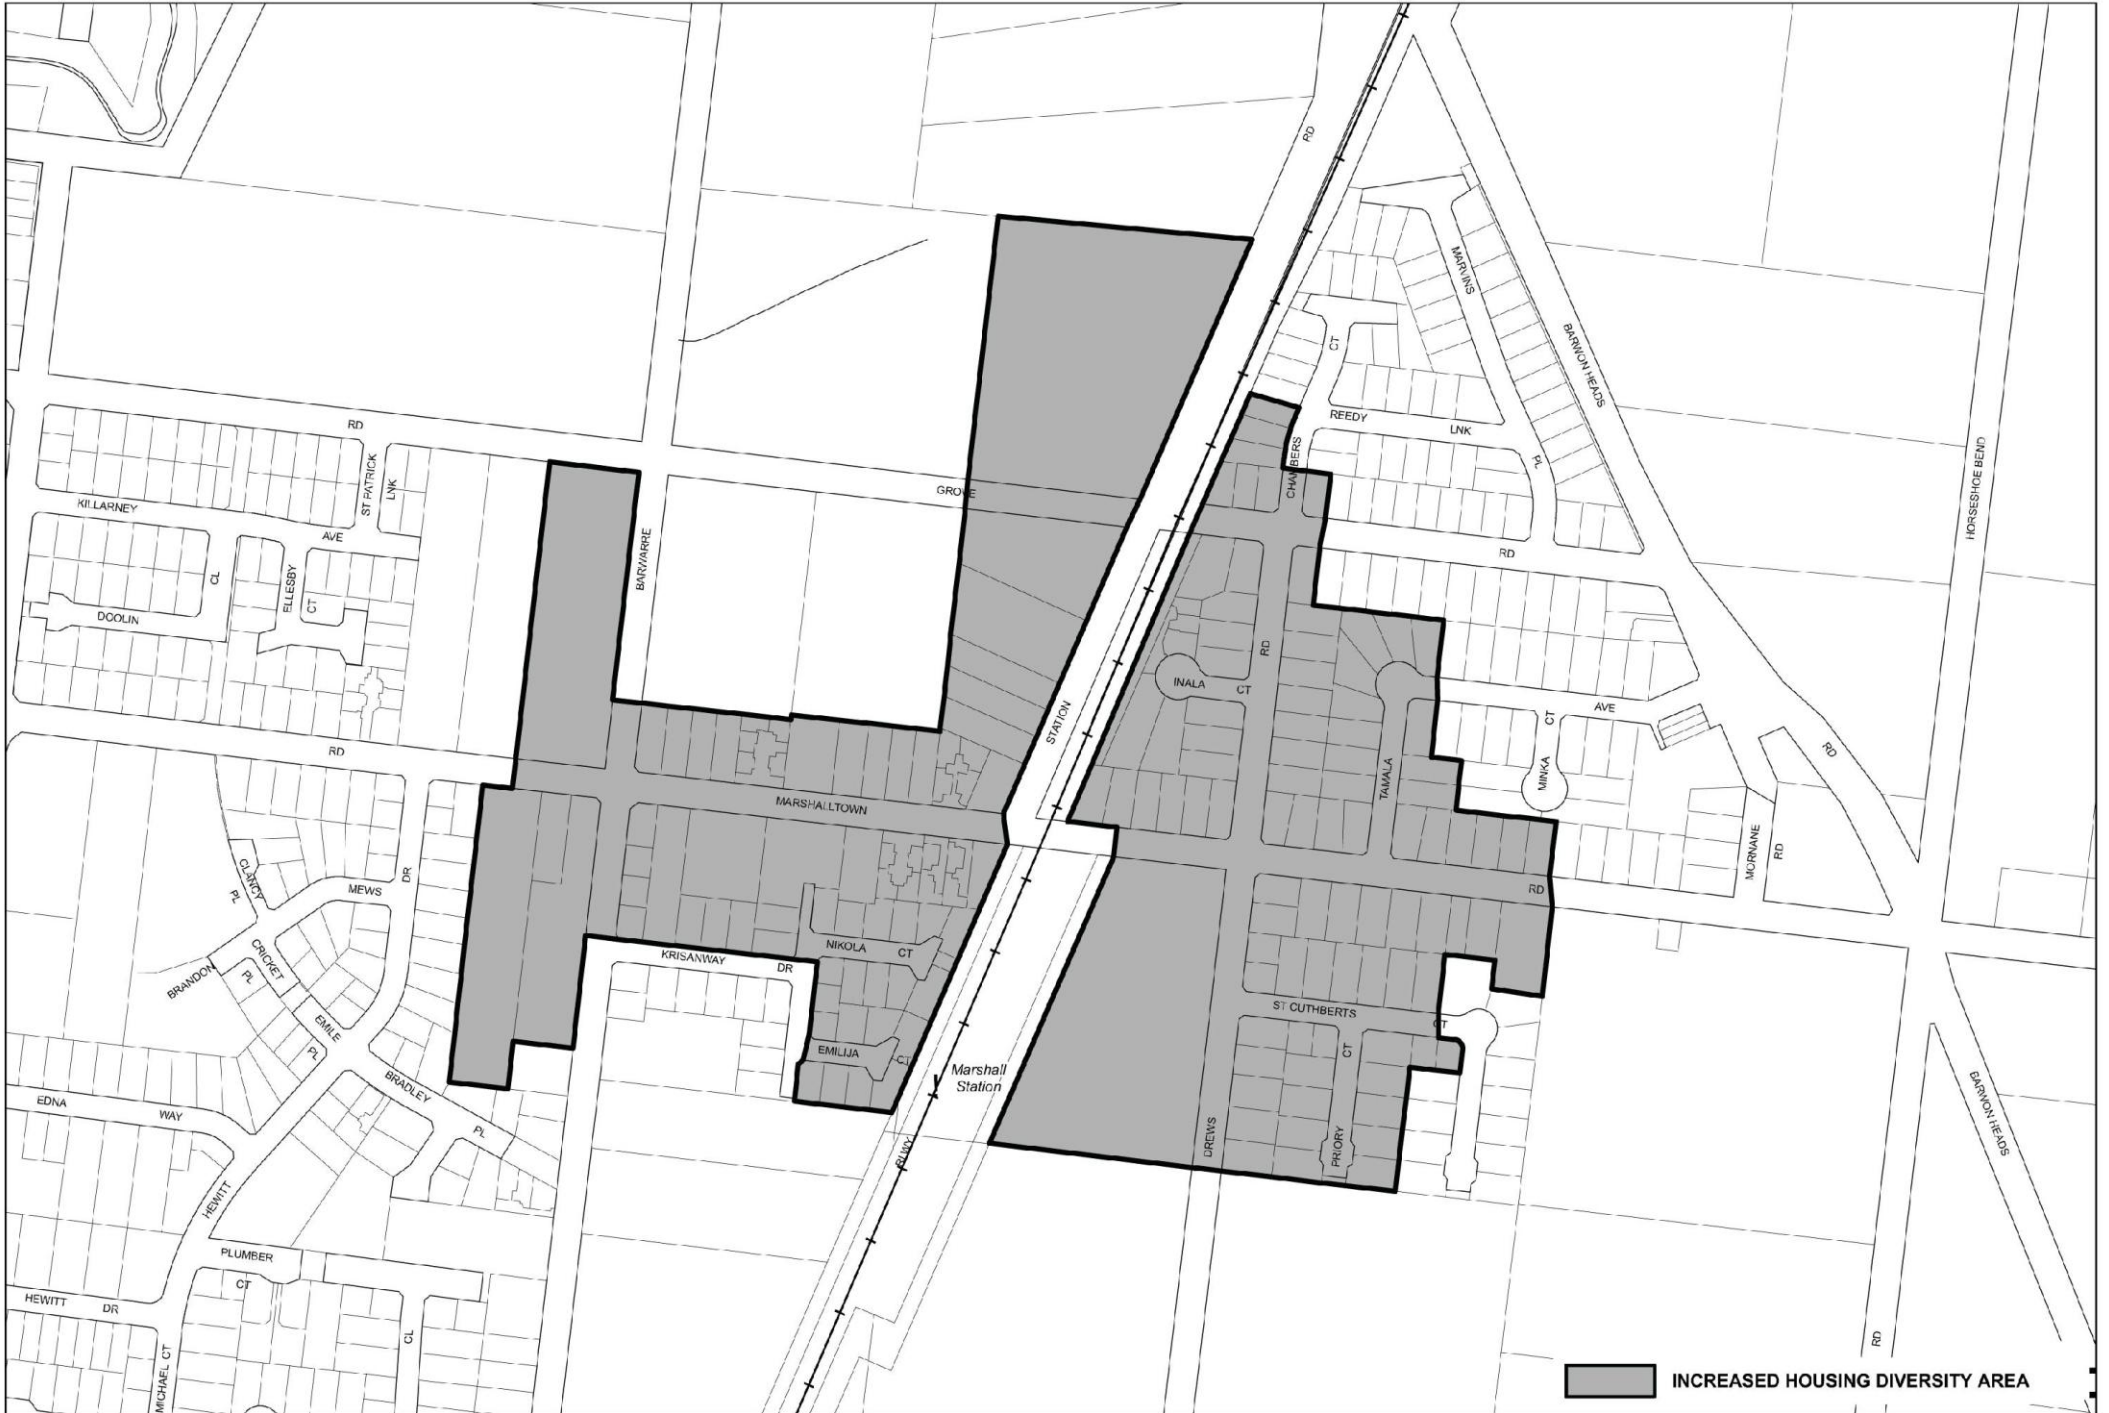 RD
MARVINS
BARWON HEADS
CT
REEDY
LNK
CHAMBERS
PL
HORSESHOE BEND
RD
ST PATRICK
LNK
GROVE
KILLARNEY
AVE
BARWARRE
RD
CL
ELLESBY
CT
DOOLIN
RD
INALA
CT
STATION
AVE
CT
MINKA
TAMALA
RD
RD
MARSHALLTOWN
MORNANE
RD
CLANCY
PL
MEWS
DR
RD
NIKOLA
CT
KRISANWAY
DR
CRICKET
PL
BRANDON
EMILE
PL
ST CUTHBERTS
CT
CT
EMILIJA
CT
Marshall
Station
BRADLEY
PL
EDNA
WAY
RLWY
DREWS
PRIORY
BARWON HEADS
HEWITT
PLUMBER
CT
HEWITT
DR
CL
MICHAEL CT
RD
INCREASED HOUSING DIVERSITY AREA